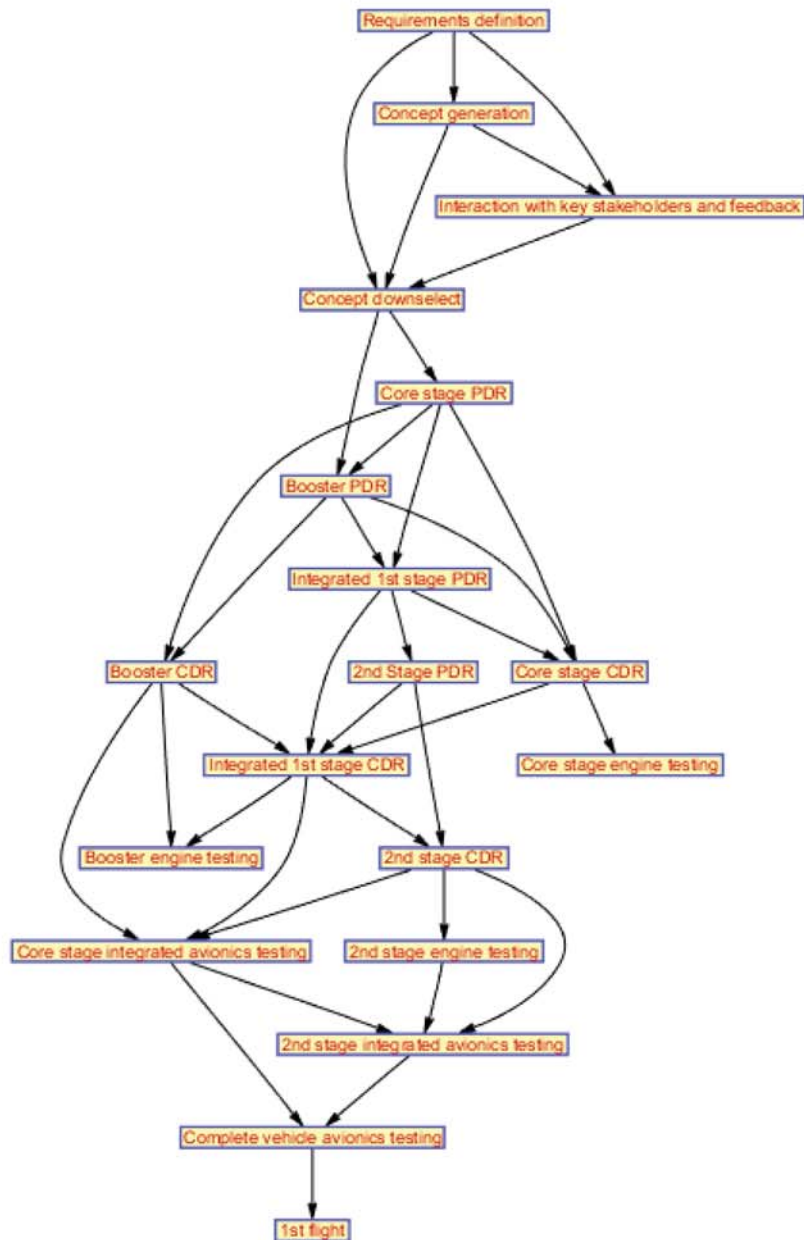 Requirements definition
Concept generation
Interaction with key stakeholders and feedback
Concept downselect
Core stage PDR
Booster PDR
Integrated 1st stage PDR
Booster CDR
2nd Stage PDR
Core stage CDR
Integrated 1st stage CDR
Core stage engine testing
Booster engine testing
2nd stage CDR
Core stage integrated avionics testing
2nd stage engine testing
2nd stage integrated avionics testing
Complete vehicle avionics testing
1st flight